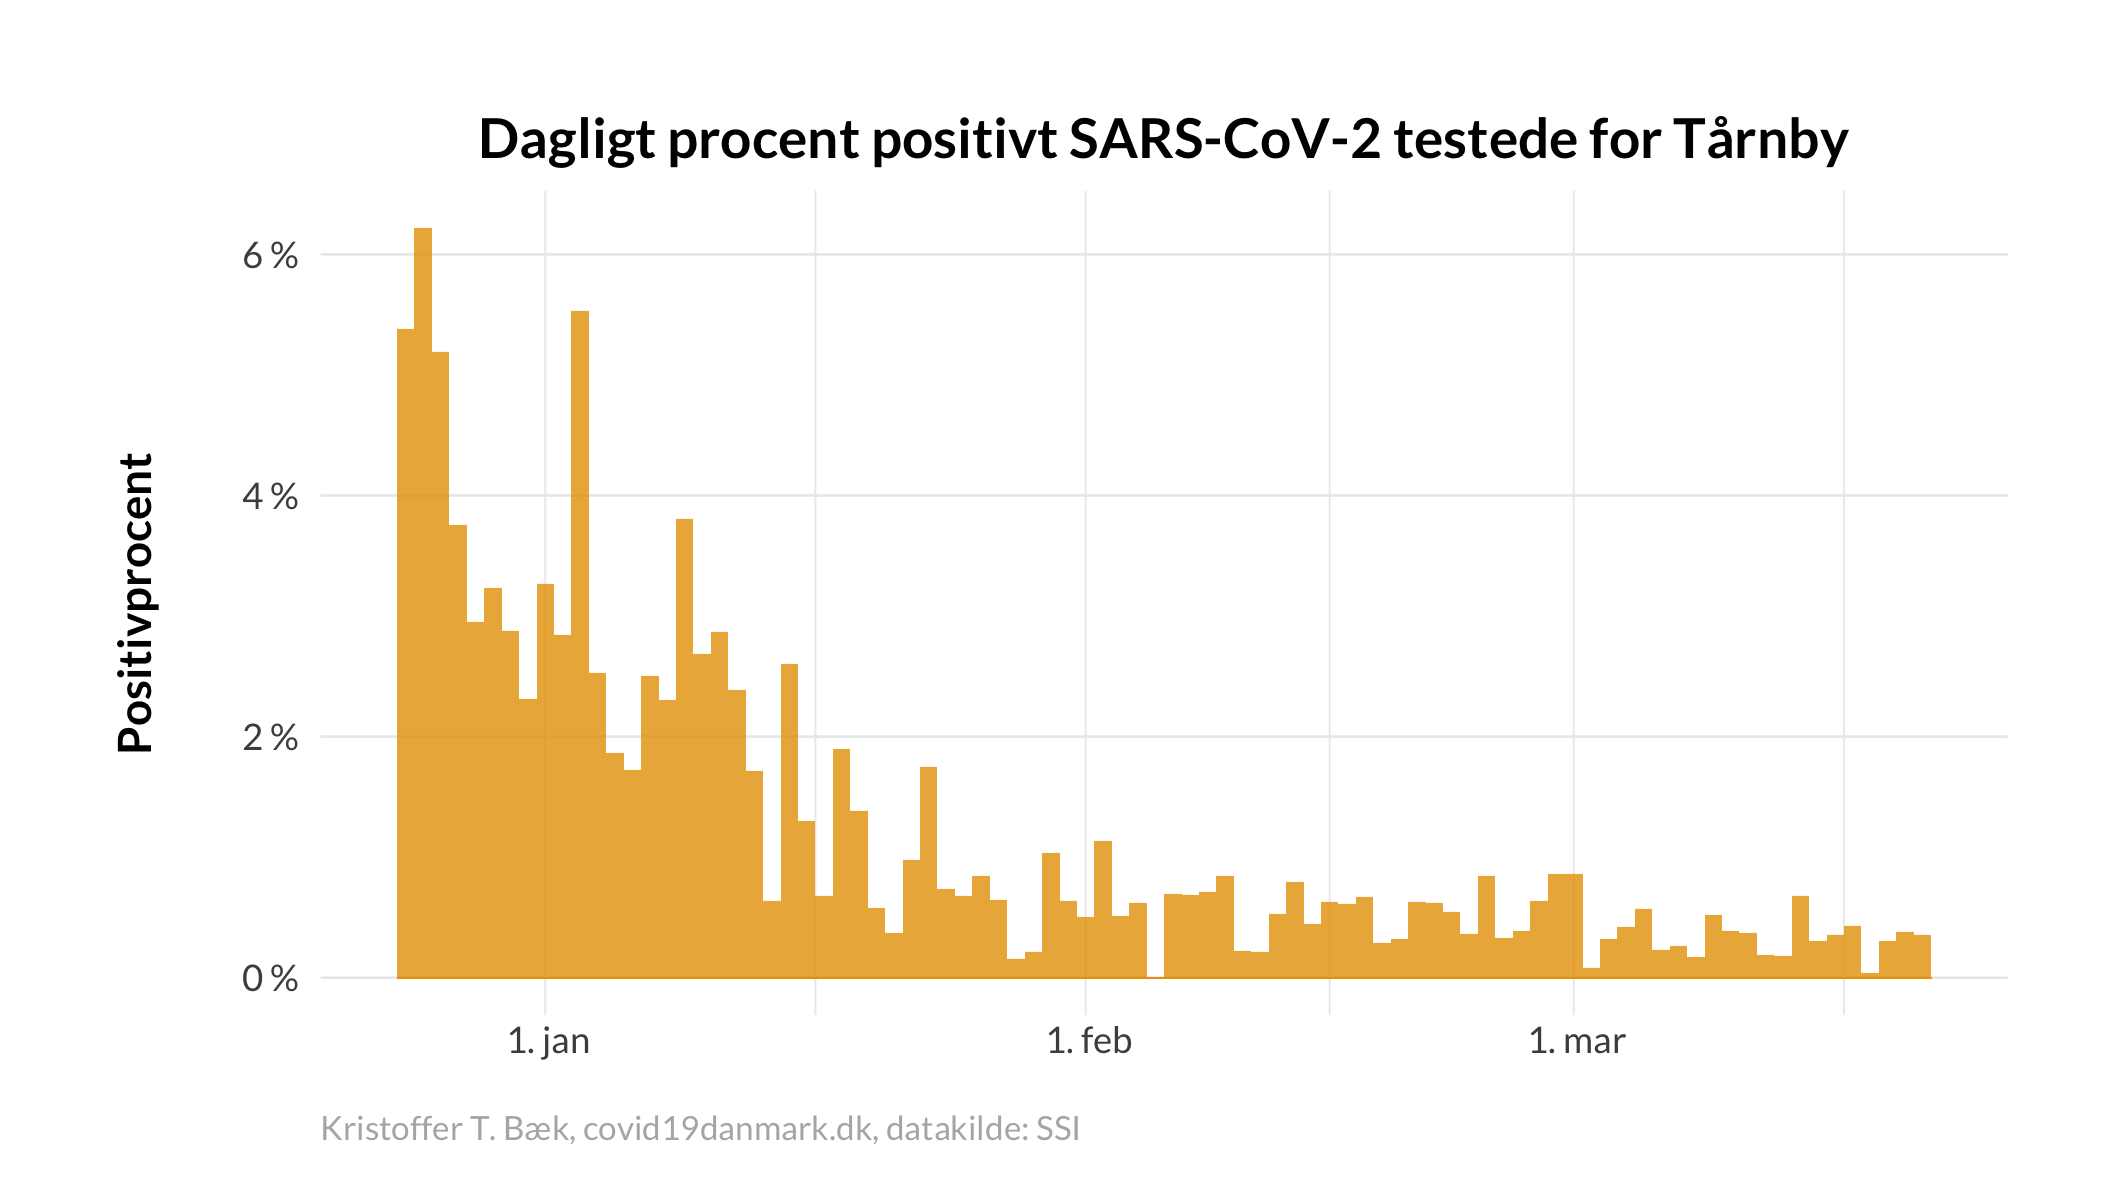 Dagligt procent positivt SARS-CoV-2 testede for Tårnby
Positivprocent
6 %
4 %
2 %
0 %
1. jan
1. feb
1. mar
Kristoffer T. Bæk, covid19danmark.dk, datakilde: SSI